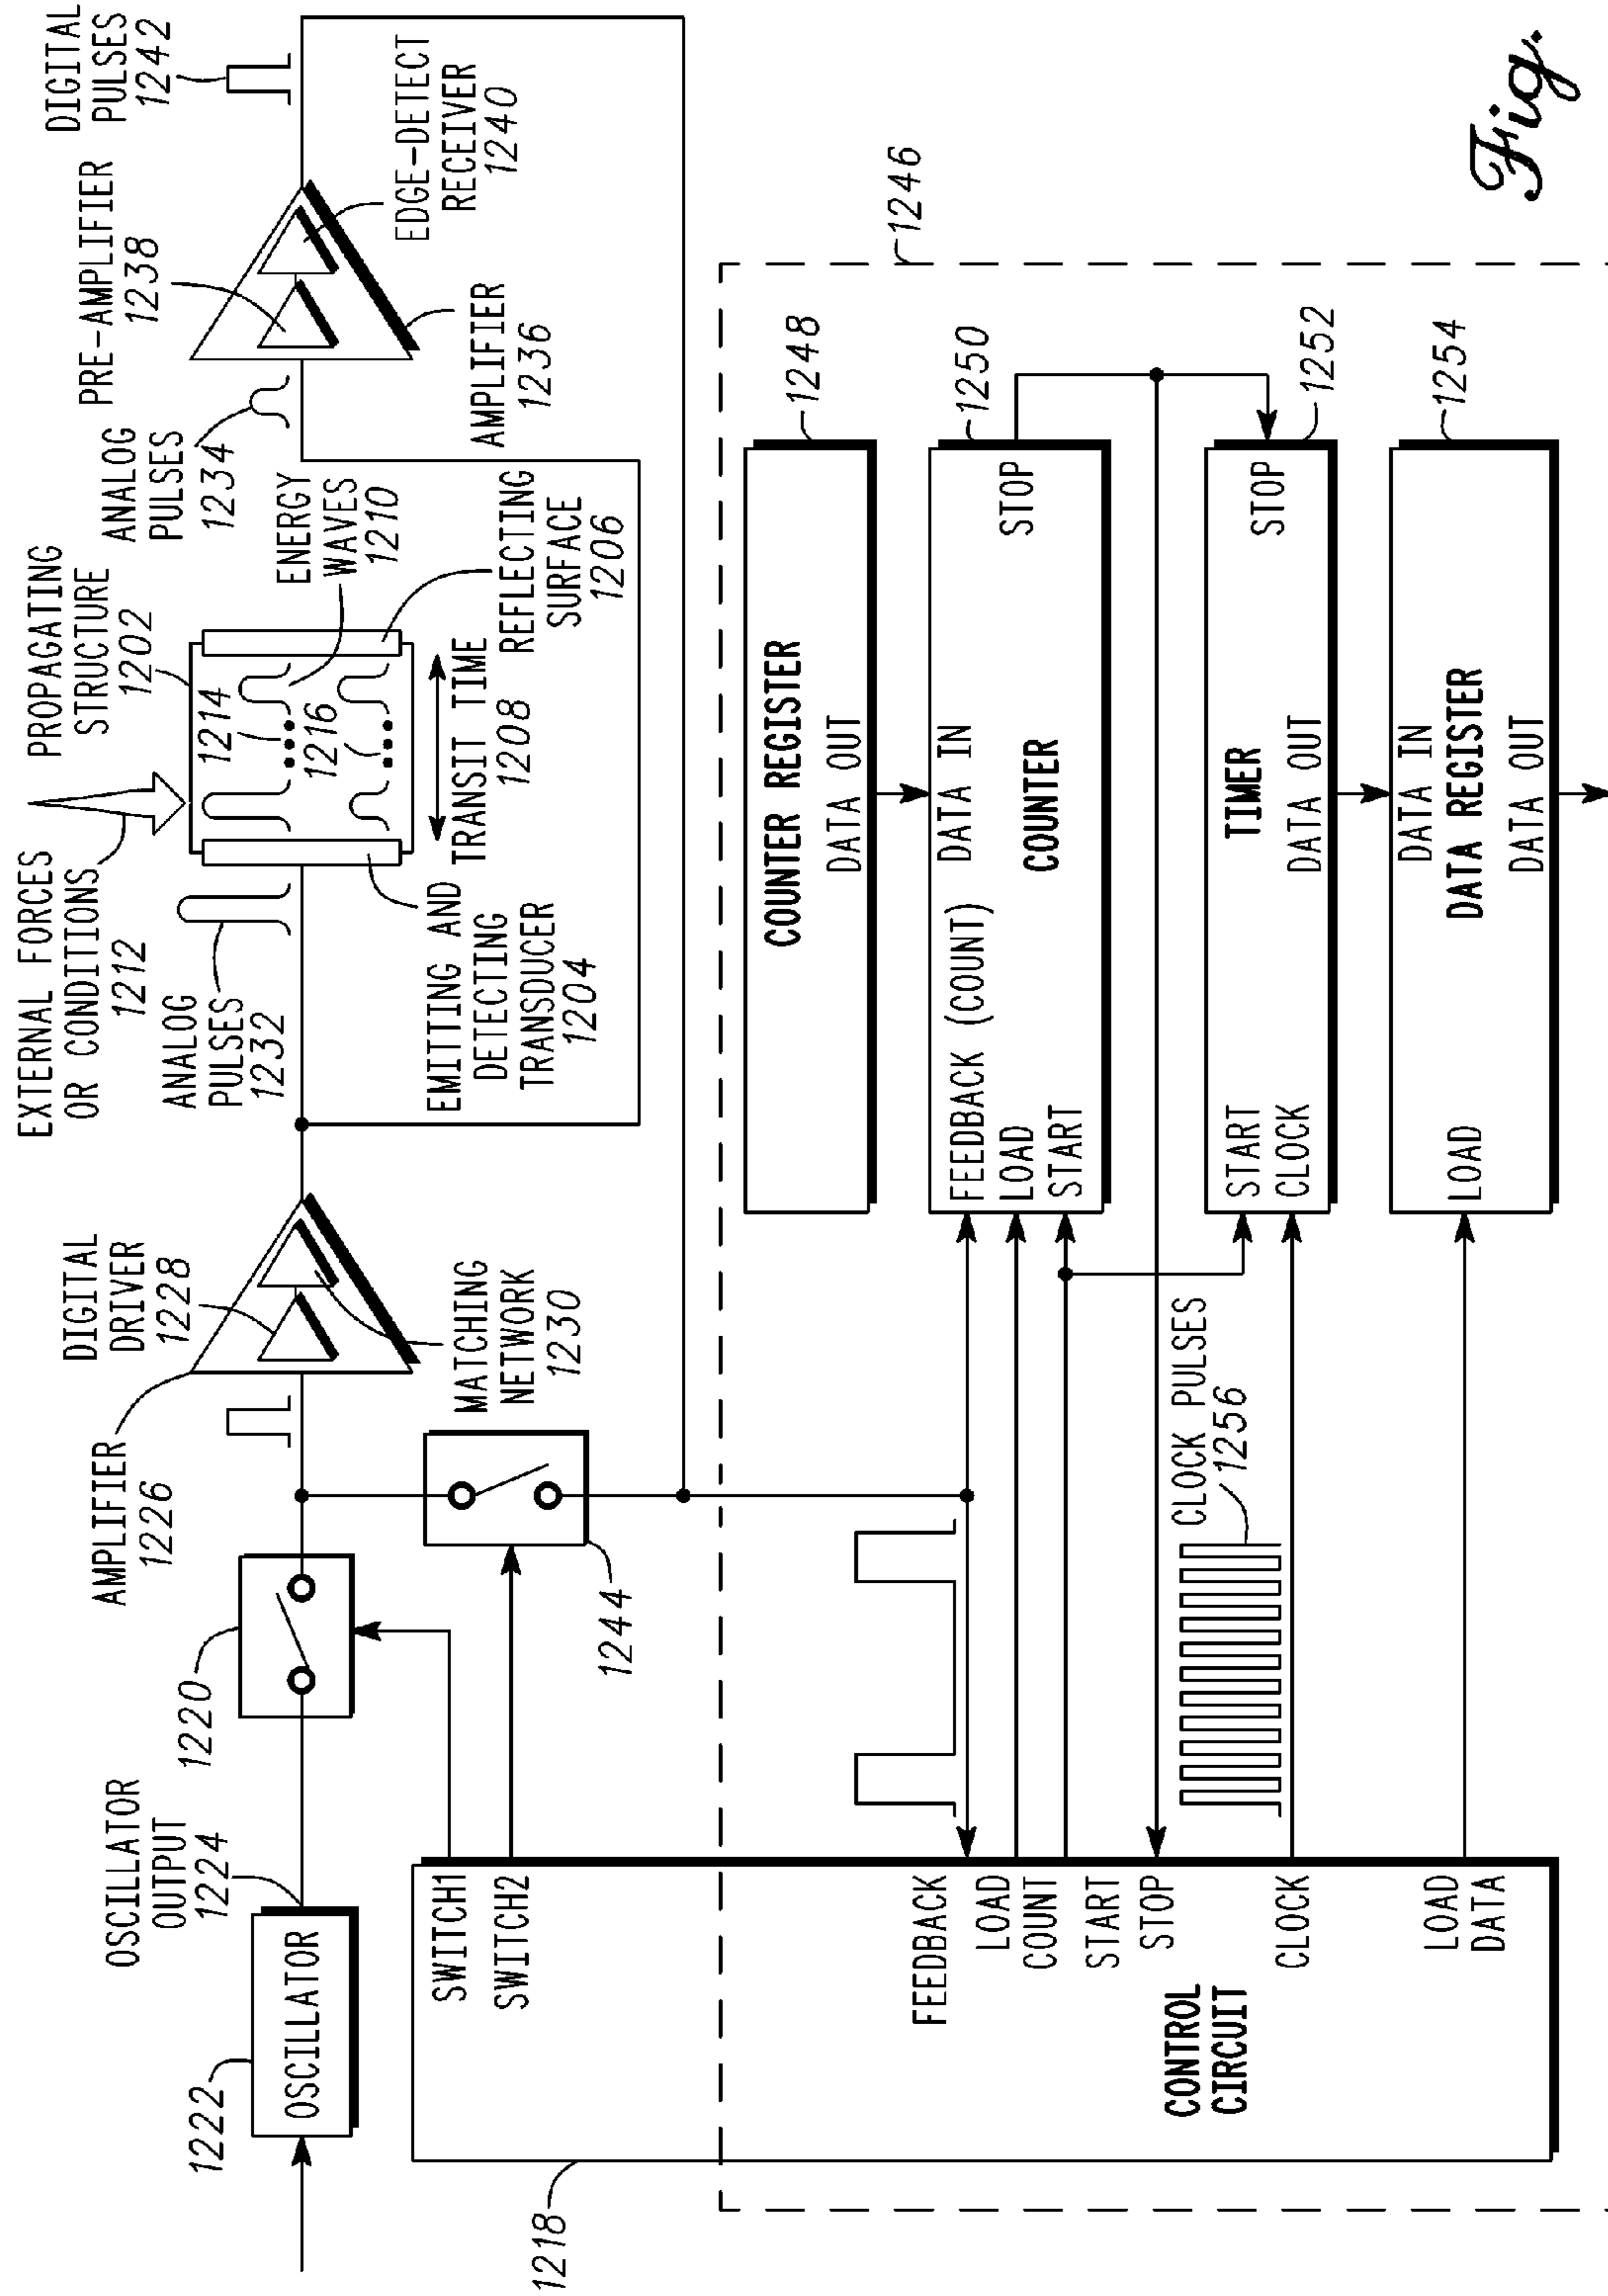 EXTERNAL FORCES
OR CONDITIONS
1212
PROPAGATING
STRUCTURE
1202
DIGITAL
PULSES
1242
PRE-AMPLIFIER
1238
ANALOG
PULSES
1234
ENERGY
WAVES
1210
EDGE-DETECT
RECEIVER
1240
AMPLIFIER
1236
REFLECTING
SURFACE
1206
1214
1216
TRANSIT TIME
1208
ANALOG
PULSES
1232
EMITING AND
DETECTING
TRANSDUCER
1204
DIGITAL
DRIVER
1228
AMPLIFIER
1226
MATCHING
NETWORK
1230
1220
OSCILLATOR
OUTPUT
1224
1222
OSCILLATOR
1244
1218
SWITCH1
SWITCH2
FEEDBACK
LOAD
COUNT
START
STOP
CLOCK
LOAD
DATA
CONTROL
CIRCUIT
1246
COUNTER REGISTER
DATA OUT
1248
FEEDBACK (COUNT)
DATA IN
LOAD
START
COUNTER
STOP
1250
CLOCK PULSES
1256
START
CLOCK
TIMER
DATA OUT
STOP
1252
LOAD
DATA IN
DATA REGISTER
DATA OUT
1254
Fig.